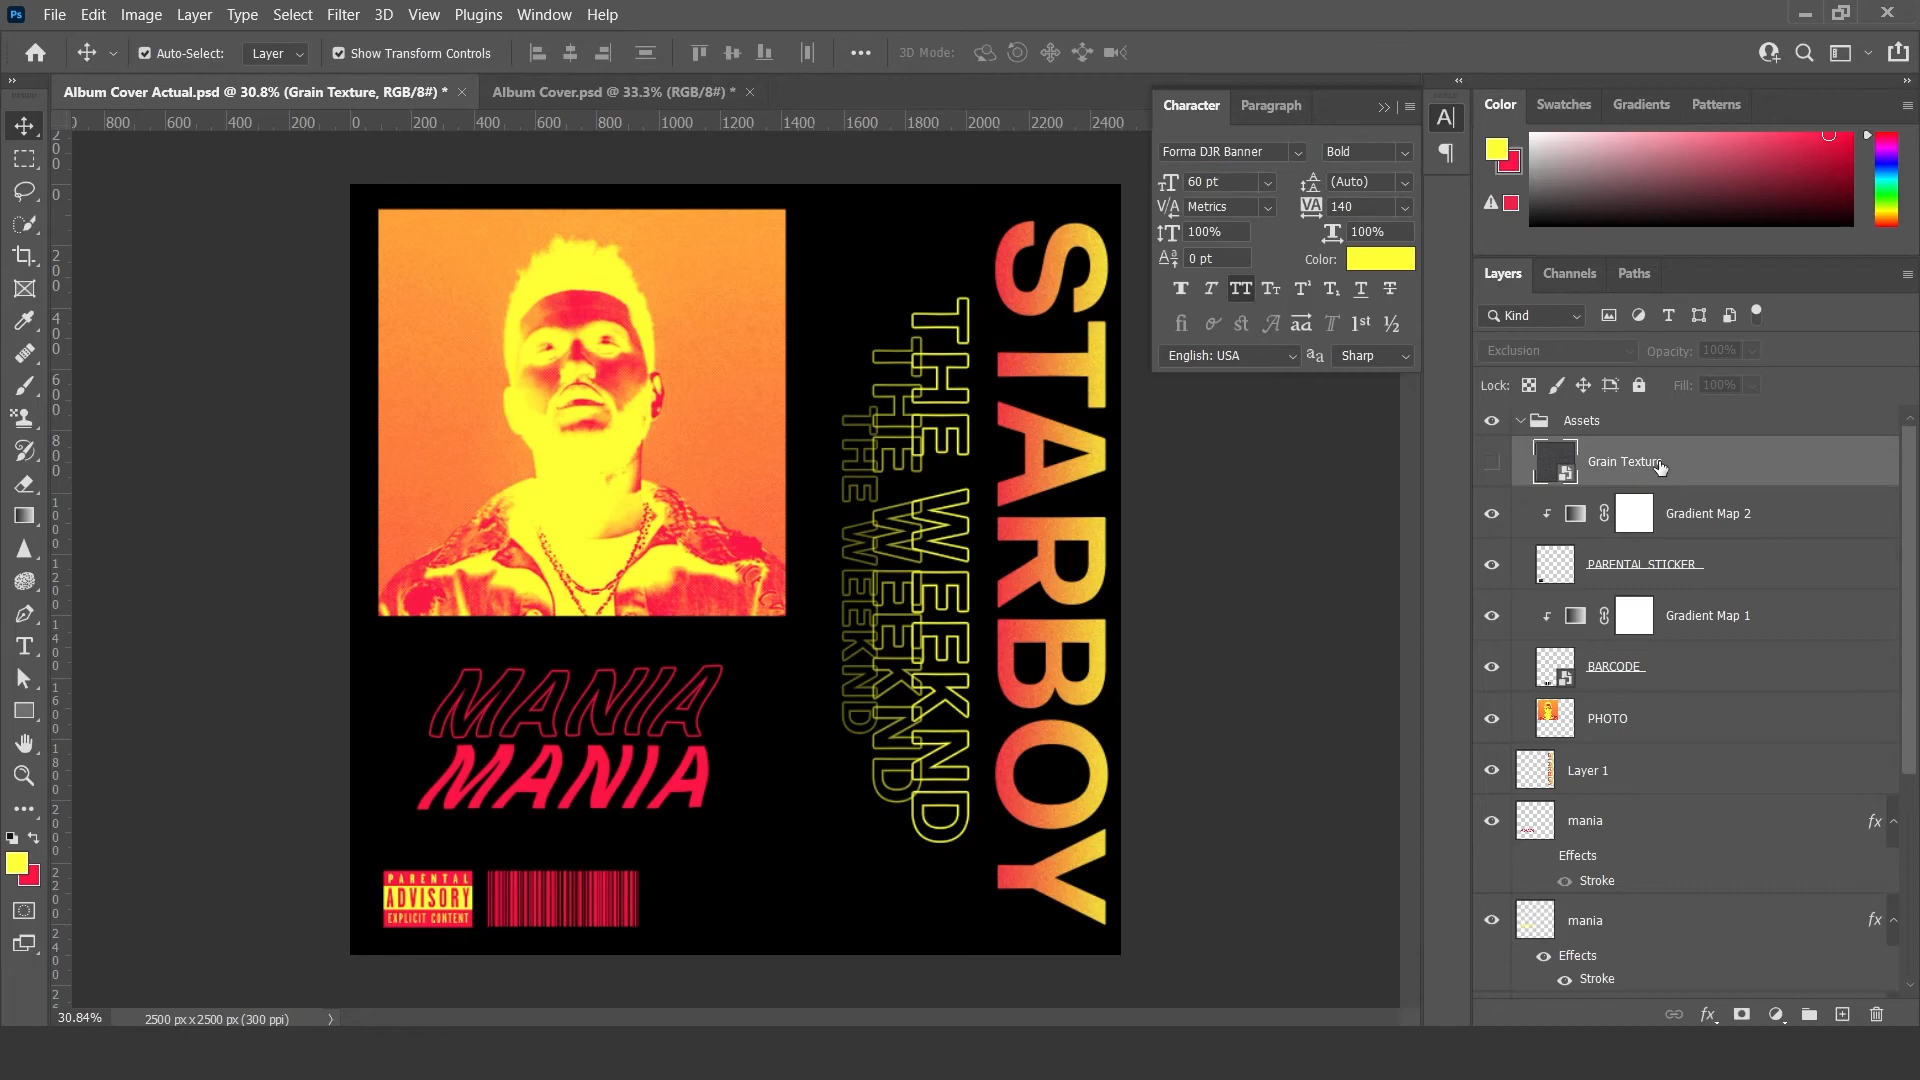 Ps File Edit Image Layer Type Select Filter 3D View Plugins Window Help
Auto-Select: Layer Show Transform Controls 3D Mode:
Album Cover Actual.psd @ 30.8% (Grain Texture, RGB/8#) *
Album Cover.psd @ 33.3% (RGB/8#) *
800 600 400 200 0 200 400 600 800 1000 1200 1400 1600 1800 2000 2200 2400
Character Paragraph
Forma DJR Banner Bold
60 pt (Auto)
Metrics 140
100% 100%
0 pt Color:
English: USA Sharp
STARBOY
THE WEEKND
THE WEEKND
THE WEEKND
MANIA
MANIA
PARENTAL
ADVISORY
EXPLICIT CONTENT
Color Swatches Gradients Patterns
Layers Channels Paths
Kind
Exclusion Opacity: 100%
Lock: Fill: 100%
Assets
Grain Texture
Gradient Map 2
PARENTAL STICKER
Gradient Map 1
BARCODE
PHOTO
Layer 1
mania fx
Effects
Stroke
mania fx
Effects
Stroke
30.84% 2500 px x 2500 px (300 ppi)